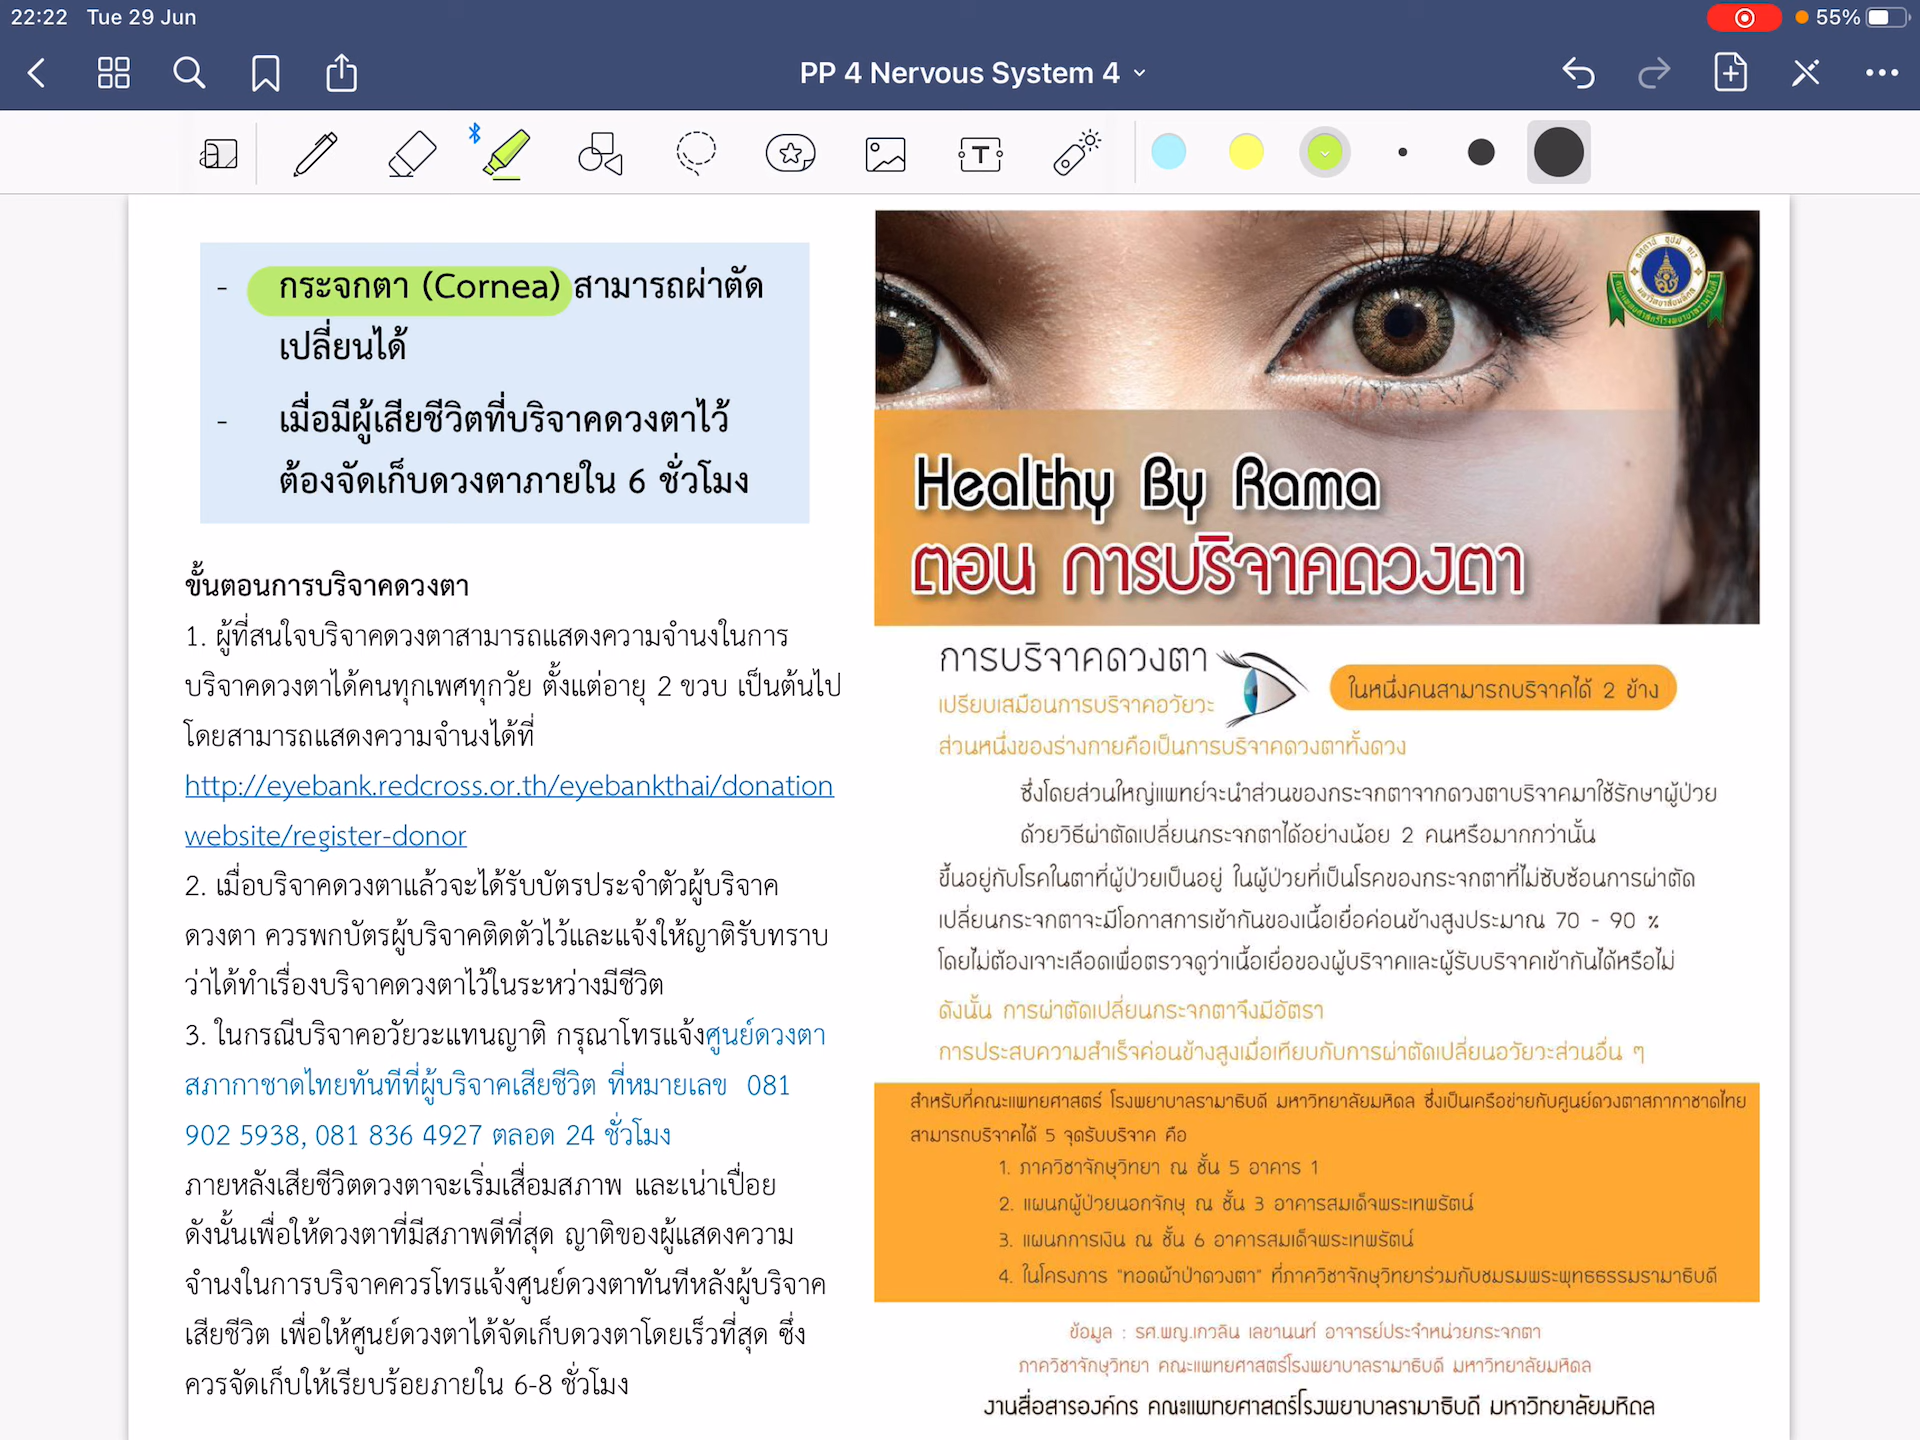 22:22 Tue 29 Jun
55%
PP 4 Nervous System 4
- กระจกตา (Cornea) สามารถผ่าตัด
เปลี่ยนได้
- เมื่อมีผู้เสียชีวิตที่บริจาคดวงตาไว้
ต้องจัดเก็บดวงตาภายใน 6 ชั่วโมง
ขั้นตอนการบริจาคดวงตา
1. ผู้ที่สนใจบริจาคดวงตาสามารถแสดงความจำนงในการ
บริจาคดวงตาได้คนทุกเพศทุกวัย ตั้งแต่อายุ 2 ขวบ เป็นต้นไป
โดยสามารถแสดงความจำนงได้ที่
http://eyebank.redcross.or.th/eyebankthai/donation
website/register-donor
2. เมื่อบริจาคดวงตาแล้วจะได้รับบัตรประจำตัวผู้บริจาค
ดวงตา ควรพกบัตรผู้บริจาคติดตัวไว้และแจ้งให้ญาติรับทราบ
ว่าได้ทำเรื่องบริจาคดวงตาไว้ในระหว่างมีชีวิต
3. ในกรณีบริจาคอวัยวะแทนญาติ กรุณาโทรแจ้งศูนย์ดวงตา
สภากาชาดไทยทันทีที่ผู้บริจาคเสียชีวิต ที่หมายเลข 081
902 5938, 081 836 4927 ตลอด 24 ชั่วโมง
ภายหลังเสียชีวิตดวงตาจะเริ่มเสื่อมสภาพ และเน่าเปื่อย
ดังนั้นเพื่อให้ดวงตาที่มีสภาพดีที่สุด ญาติของผู้แสดงความ
จำนงในการบริจาคควรโทรแจ้งศูนย์ดวงตาทันทีหลังผู้บริจาค
เสียชีวิต เพื่อให้ศูนย์ดวงตาได้จัดเก็บดวงตาโดยเร็วที่สุด ซึ่ง
ควรจัดเก็บให้เรียบร้อยภายใน 6-8 ชั่วโมง
Healthy By Rama
ตอน การบริจาคดวงตา
การบริจาคดวงตา
เปรียบเสมือนการบริจาคอวัยวะ
ในหนึ่งคนสามารถบริจาคได้ 2 ข้าง
ส่วนหนึ่งของร่างกายคือเป็นการบริจาคดวงตาทั้งดวง
ซึ่งโดยส่วนใหญ่แพทย์จะนำส่วนของกระจกตาจากดวงตาบริจาคมาใช้รักษาผู้ป่วย
ด้วยวิธีผ่าตัดเปลี่ยนกระจกตาได้อย่างน้อย 2 คนหรือมากกว่านั้น
ขึ้นอยู่กับโรคในตาที่ผู้ป่วยเป็นอยู่ ในผู้ป่วยที่เป็นโรคของกระจกตาที่ไม่ซับซ้อนการผ่าตัด
เปลี่ยนกระจกตาจะมีโอกาสการเข้ากันของเนื้อเยื่อค่อนข้างสูงประมาณ 70 - 90 %
โดยไม่ต้องเจาะเลือดเพื่อตรวจดูว่าเนื้อเยื่อของผู้บริจาคและผู้รับบริจาคเข้ากันได้หรือไม่
ดังนั้น การผ่าตัดเปลี่ยนกระจกตาจึงมีอัตรา
การประสบความสำเร็จค่อนข้างสูงเมื่อเทียบกับการผ่าตัดเปลี่ยนอวัยวะส่วนอื่น ๆ
สำหรับที่คณะแพทยศาสตร์ โรงพยาบาลรามาธิบดี มหาวิทยาลัยมหิดล ซึ่งเป็นเครือข่ายกับศูนย์ดวงตาสภากาชาดไทย
สามารถบริจาคได้ 5 จุดรับบริจาค คือ
1. ภาควิชาจักษุวิทยา ณ ชั้น 5 อาคาร 1
2. แผนกผู้ป่วยนอกจักษุ ณ ชั้น 3 อาคารสมเด็จพระเทพรัตน์
3. แผนกการเงิน ณ ชั้น 6 อาคารสมเด็จพระเทพรัตน์
4. ในโครงการ "ทอดผ้าป่าดวงตา" ที่ภาควิชาจักษุวิทยาร่วมกับชมรมพระพุทธธรรมรามาธิบดี
ข้อมูล : รศ.พญ.เกวลิน เลขานนท์ อาจารย์ประจำหน่วยกระจกตา
ภาควิชาจักษุวิทยา คณะแพทยศาสตร์โรงพยาบาลรามาธิบดี มหาวิทยาลัยมหิดล
งานสื่อสารองค์กร คณะแพทยศาสตร์โรงพยาบาลรามาธิบดี มหาวิทยาลัยมหิดล